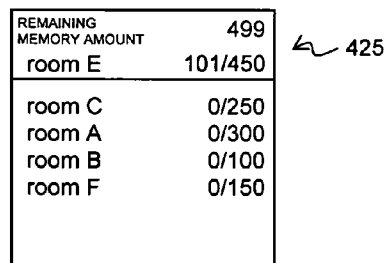 REMAINING
MEMORY AMOUNT 499
room E 101/450
425
room C 0/250
room A 0/300
room B 0/100
room F 0/150